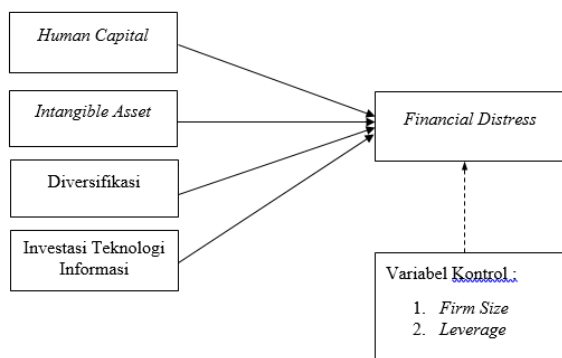 Human Capital
Intangible Asset
Financial Distress
Diversifikasi
Investasi Teknologi
Informasi
Variabel Kontrol :
1. Firm Size
2. Leverage